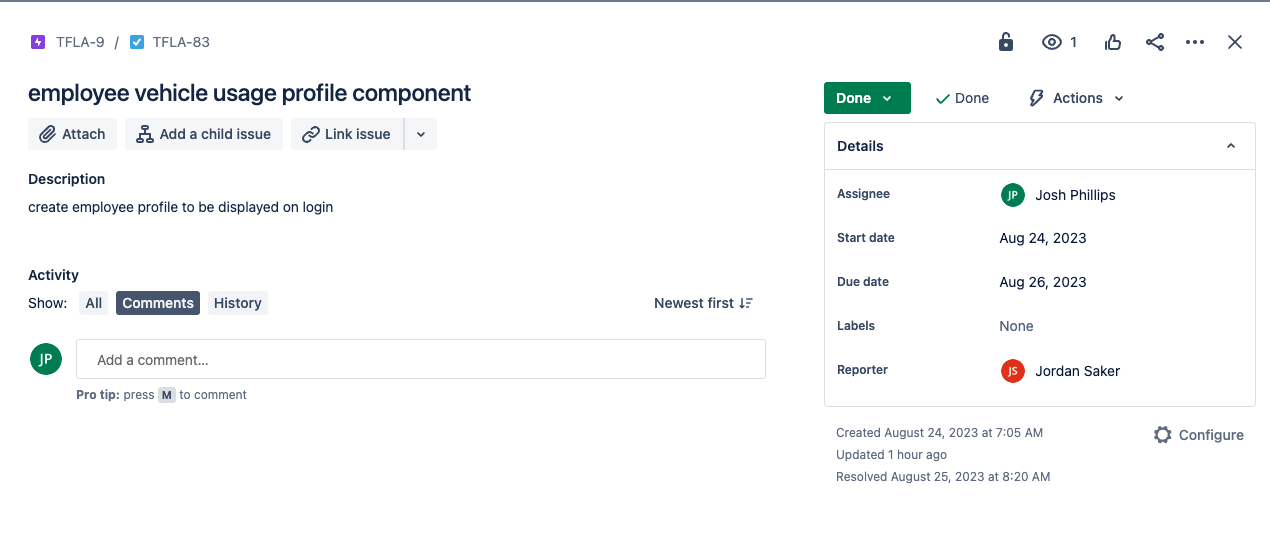 TFLA-9 / TFLA-83
1
employee vehicle usage profile component
Attach
Add a child issue
Link issue
Description
create employee profile to be displayed on login
Activity
Show: All Comments History
Newest first
JP
Add a comment...
Pro tip: press M to comment
Done
Done
Actions
Details
Assignee JP Josh Phillips
Start date Aug 24, 2023
Due date Aug 26, 2023
Labels None
Reporter JS Jordan Saker
Created August 24, 2023 at 7:05 AM
Configure
Updated 1 hour ago
Resolved August 25, 2023 at 8:20 AM